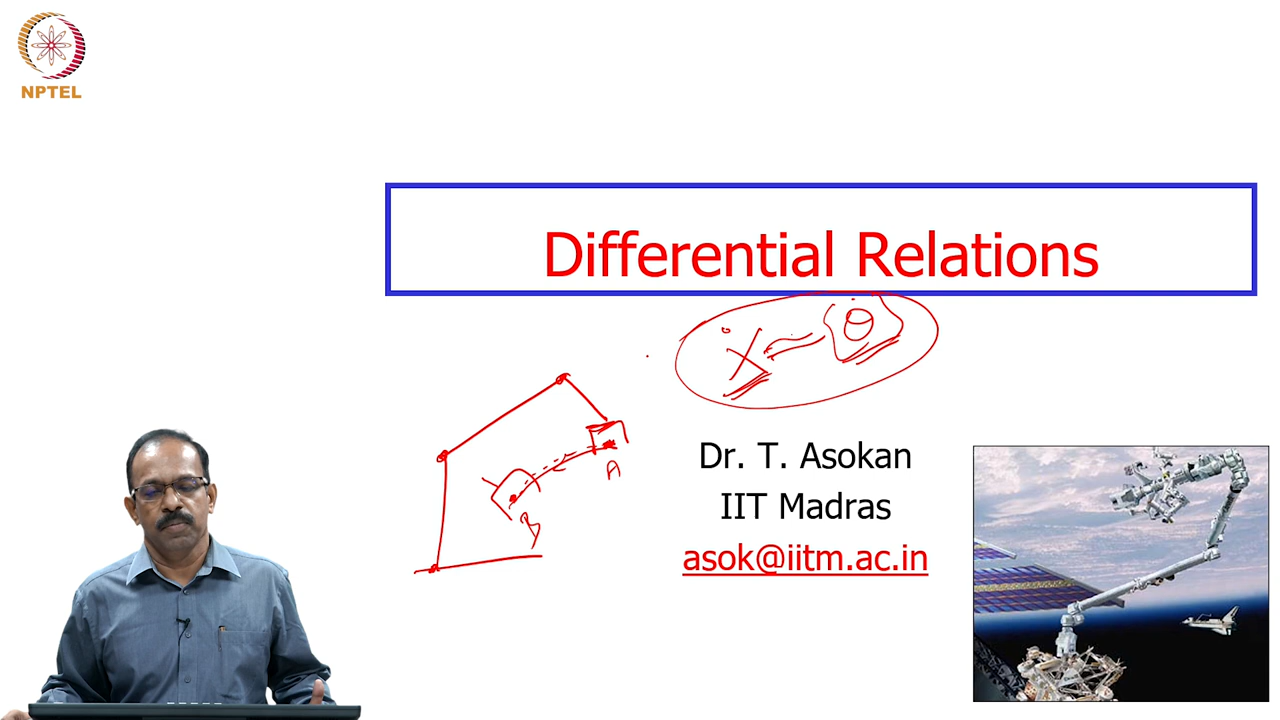 NPTEL
Differential Relations
Ẋ θ̇
A
B
Dr. T. Asokan
IIT Madras
asok@iitm.ac.in